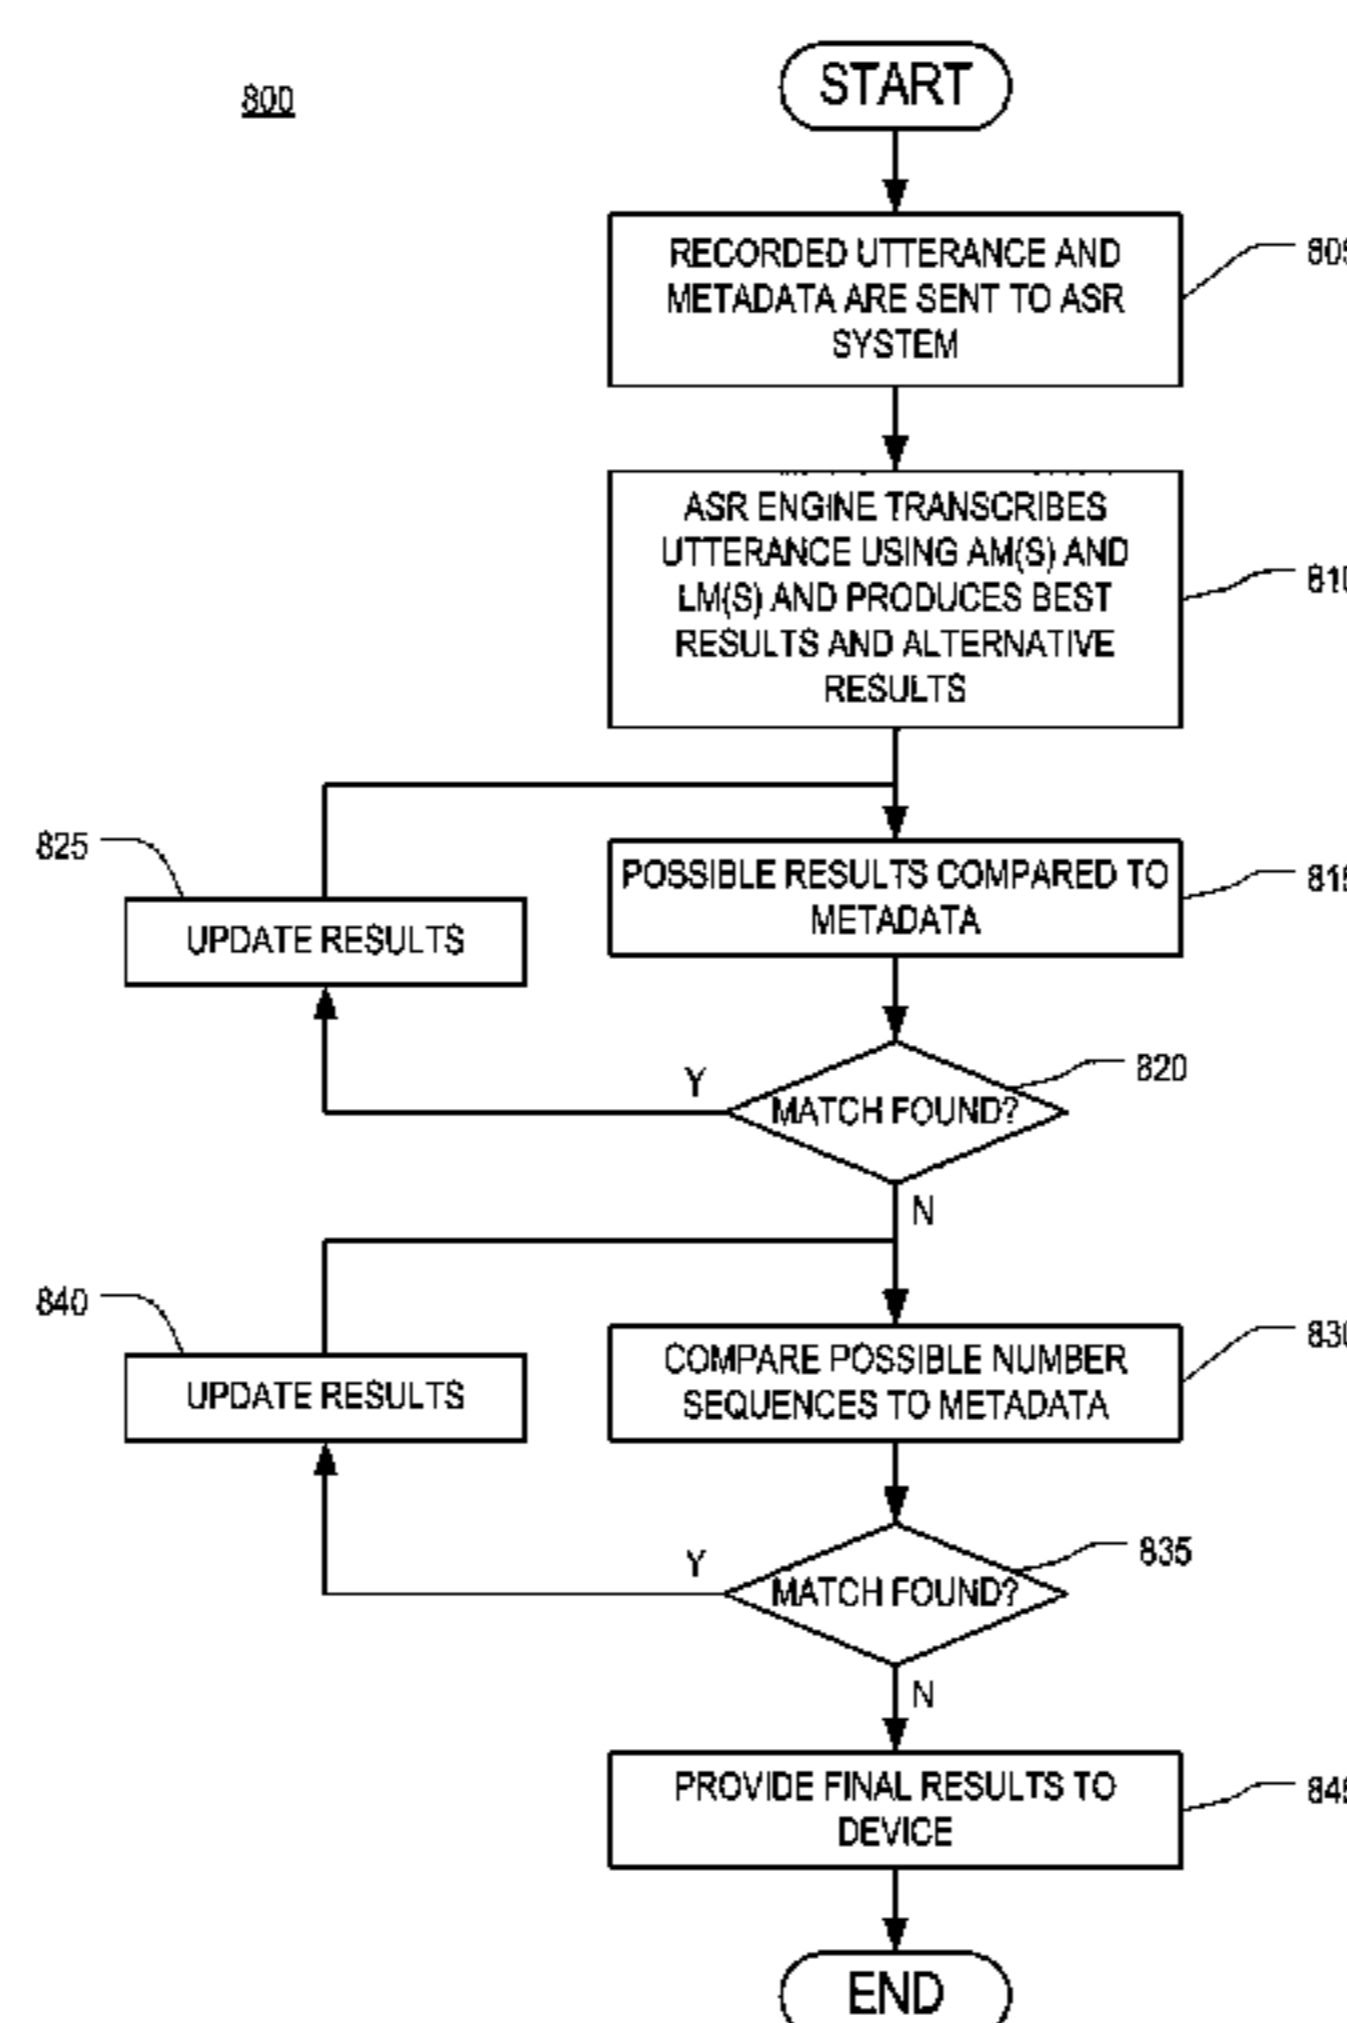 800
START
RECORDED UTTERANCE AND
METADATA ARE SENT TO ASR
SYSTEM
ASR ENGINE TRANSCRIBES
UTTERANCE USING AM(S) AND
LM(S) AND PRODUCES BEST
RESULTS AND ALTERNATIVE
RESULTS
810
825
UPDATE RESULTS
POSSIBLE RESULTS COMPARED TO
METADATA
820
Y
MATCH FOUND?
N
840
UPDATE RESULTS
COMPARE POSSIBLE NUMBER
SEQUENCES TO METADATA
830
835
Y
MATCH FOUND?
N
PROVIDE FINAL RESULTS TO
DEVICE
END